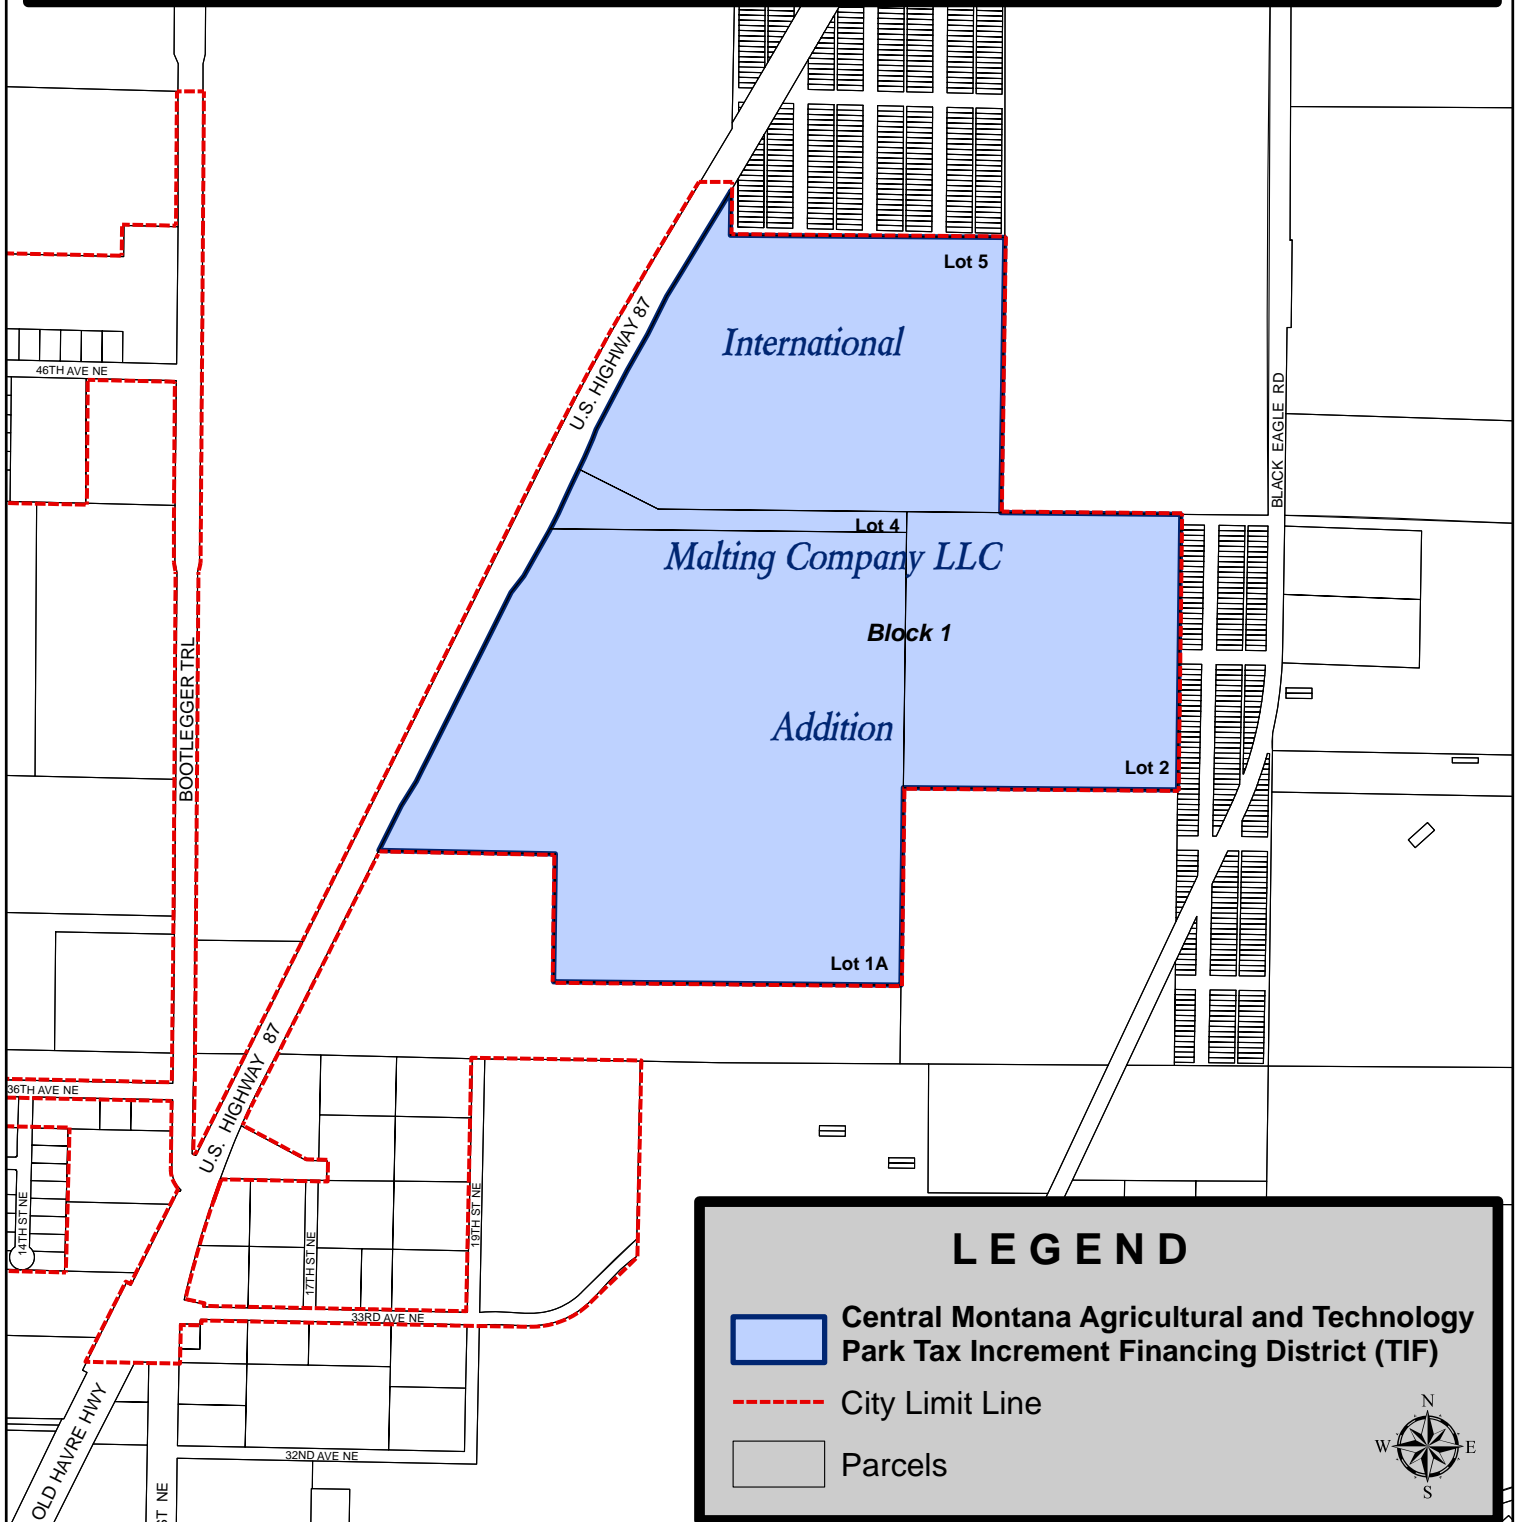 Lot 5
International
U.S. HIGHWAY 87
46TH AVE NE
BLACK EAGLE RD
Lot 4
Malting Company LLC
Block 1
BOOTLEGGER TRL
Addition
Lot 2
Lot 1A
U.S. HIGHWAY 87
36TH AVE NE
14TH ST NE
17TH ST NE
19TH ST NE
33RD AVE NE
OLD HAVRE HWY
32ND AVE NE
ST NE
LEGEND
Central Montana Agricultural and Technology
Park Tax Increment Financing District (TIF)
City Limit Line
Parcels
N
W E
S